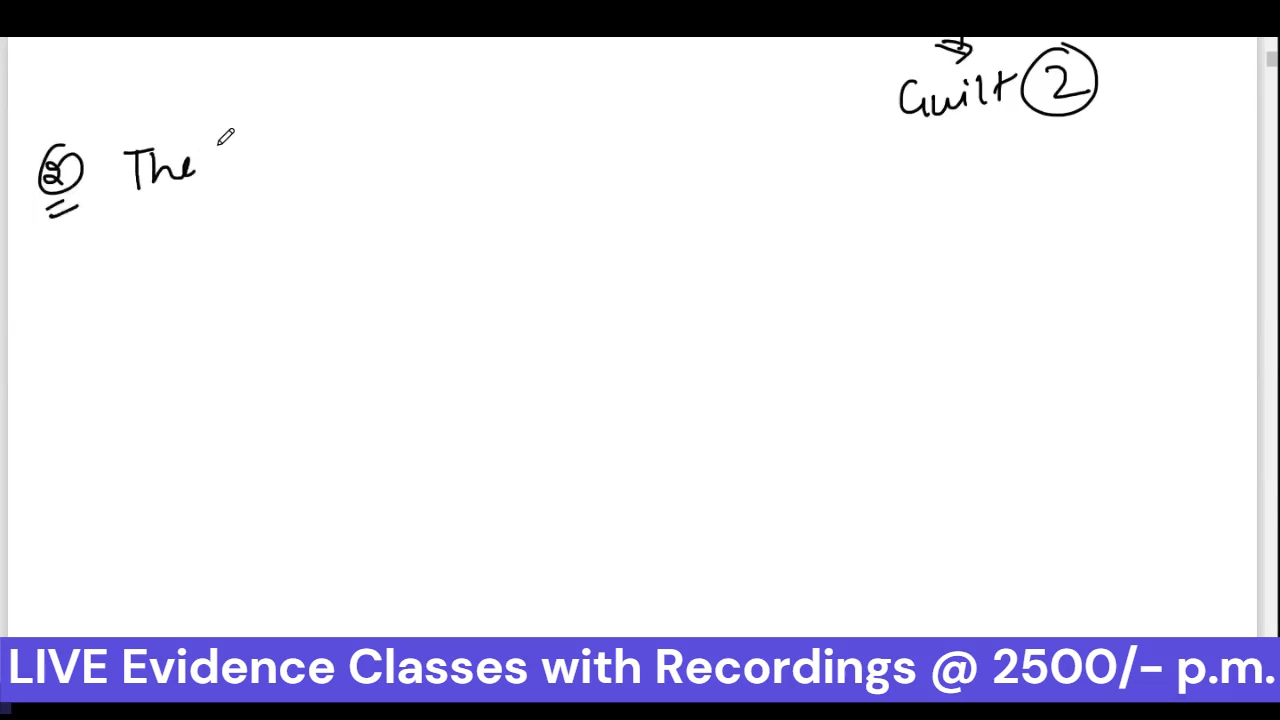 Guilt 2
2 The
LIVE Evidence Classes with Recordings @ 2500/- p.m.